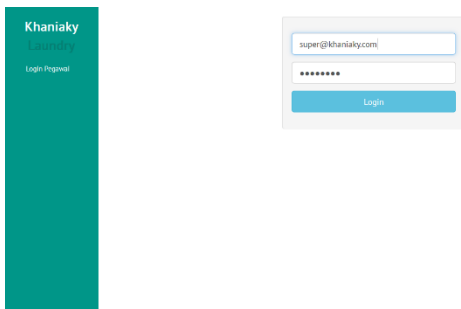 Khaniaky
Laundry
Login Pegawai
super@khaniaky.com
Login